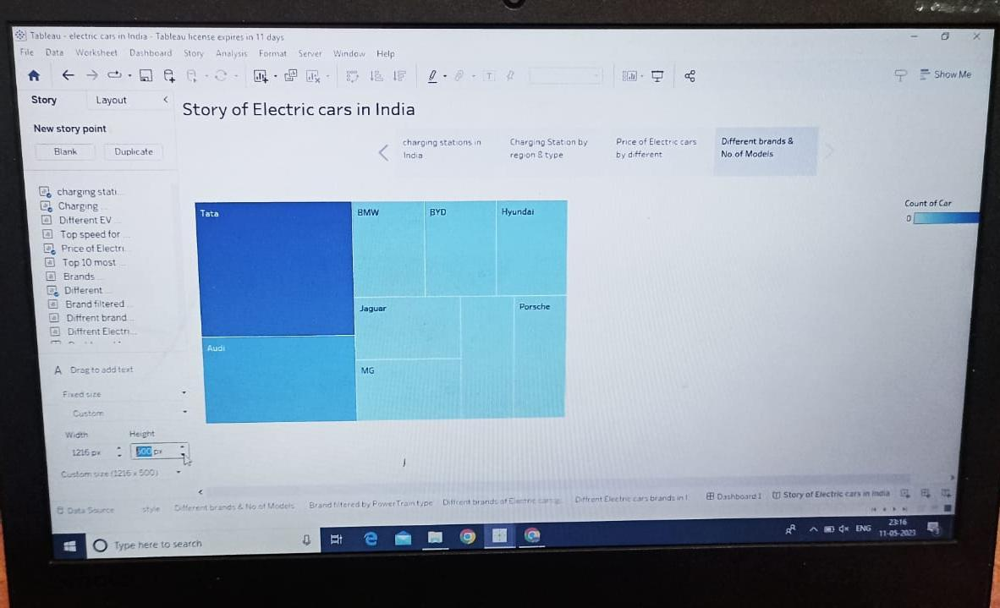 Tableau - electric cars in India - Tableau license expires in 11 days
File Data Worksheet Dashboard Story Analysis Format Server Window Help
Show Me
Story Layout
Story of Electric cars in India
New story point
Blank Duplicate
charging stations in India
Charging Station by region & type
Price of Electric cars by different
Different brands & No.of Models
charging stati...
Charging ...
Different EV ...
Top speed for ...
Price of Electri...
Top 10 most ...
Brands ...
Different ...
Brand filtered ...
Diffrent brand...
Diffrent Electri...
Tata
BMW
BYD
Hyundai
Jaguar
Porsche
Audi
MG
Count of Car
0
A Drag to add text
Fixed size
Custom
Width Height
1216 px 500 px
Custom size (1216 x 500)
Data Source style Different brands & No.of Models Brand filtered by PowerTrain type Diffrent brands of Electric cars Diffrent Electric cars brands in I Dashboard 1 Story of Electric cars in India
Type here to search
ENG
23:16
11-05-2023